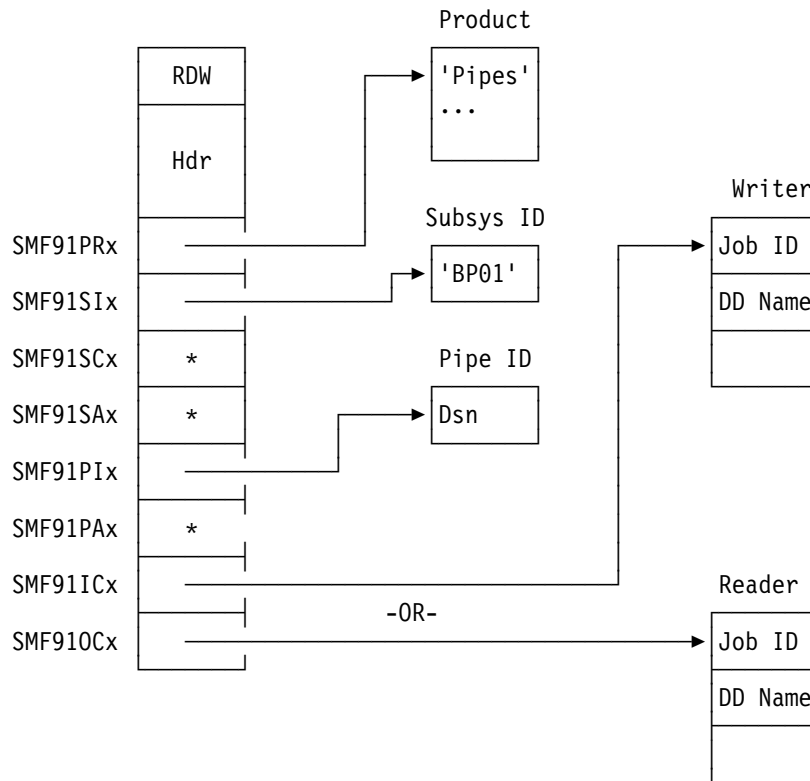 Product
RDW
'Pipes'
...
Hdr
Writer
Subsys ID
SMF91PRx
Job ID
'BP01'
SMF91SIx
DD Name
SMF91SCx
*
Pipe ID
SMF91SAx
*
Dsn
SMF91PIx
SMF91PAx
*
SMF91ICx
Reader
-OR-
SMF91OCx
Job ID
DD Name